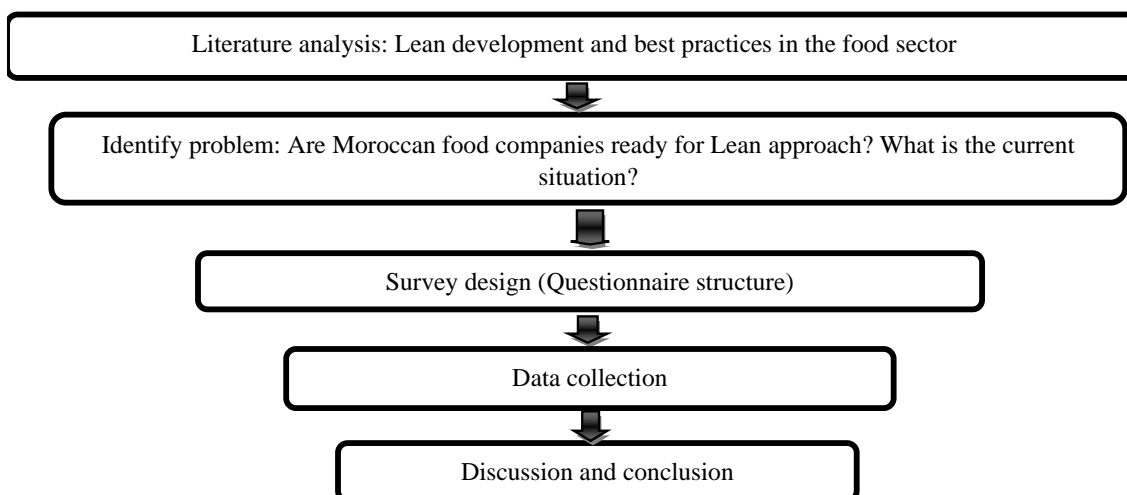 Literature analysis: Lean development and best practices in the food sector
Identify problem: Are Moroccan food companies ready for Lean approach? What is the current
situation?
Survey design (Questionnaire structure)
Data collection
Discussion and conclusion